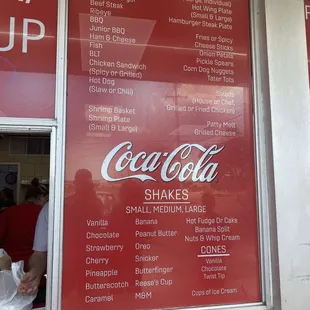 UP
Beef Steak
Ribeye
BBQ
Junior BBQ
Ham & Cheese
Fish
BLT
Chicken Sandwich
(Spicy or Grilled)
Hot Dog
(Slaw or Chili)
Shrimp Basket
Shrimp Plate
(Small & Large)
Hot Wing Plate
(Small & Large)
Hamburger Steak Plate
Fries or Spicy
Cheese Sticks
Onion Petals
Pickle Spears
Corn Dog Nuggets
Tater Tots
Salads
(House or Chef,
Grilled or Fried Chicken)
Patty Melt
Grilled Cheese
Coca-Cola
SHAKES
SMALL, MEDIUM, LARGE
Vanilla
Chocolate
Strawberry
Cherry
Pineapple
Butterscotch
Caramel
Banana
Peanut Butter
Oreo
Snicker
Butterfinger
Reese's Cup
M&M
Hot Fudge Or Cake
Banana Split
Nuts & Whip Cream
CONES
Vanilla
Chocolate
Twist
Cups of Ice Cream